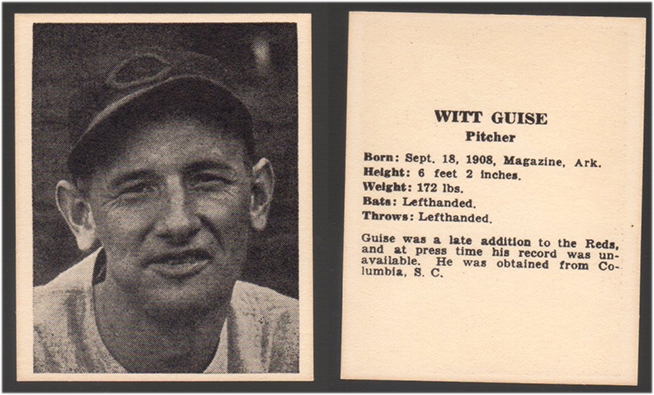 WITT GUISE
Pitcher
Born: Sept. 18, 1908, Magazine, Ark.
Height: 6 feet 2 inches.
Weight: 172 lbs.
Bats: Lefthanded.
Throws: Lefthanded.
Guise was a late addition to the Reds,
and at press time his record was un-
available. He was obtained from Co-
lumbia, S. C.